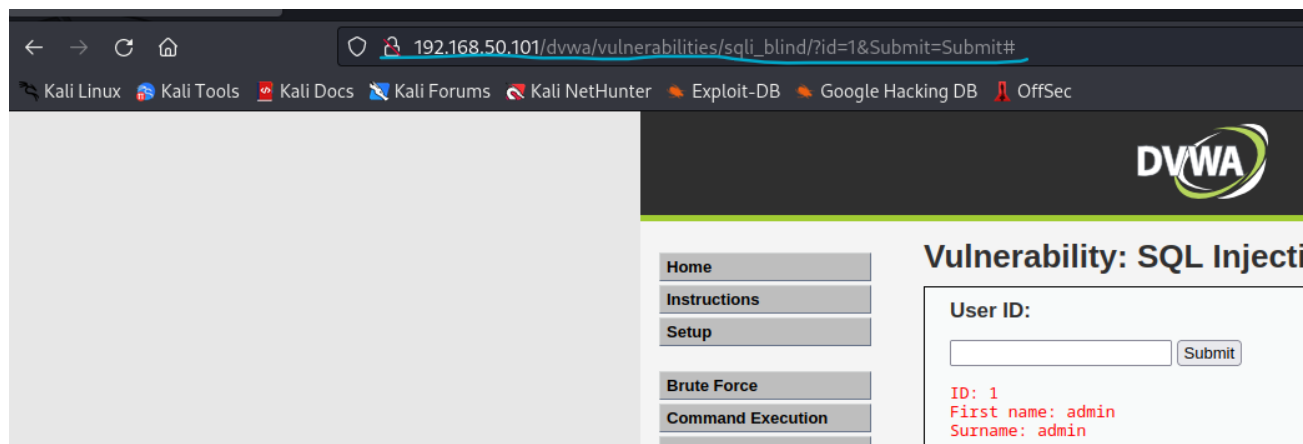 192.168.50.101/dvwa/vulnerabilities/sqli_blind/?id=1&Submit=Submit#
Kali Linux Kali Tools Kali Docs Kali Forums Kali NetHunter Exploit-DB Google Hacking DB OffSec
DVWA
Home
Instructions
Setup
Brute Force
Command Execution
Vulnerability: SQL Injecti
User ID:
Submit
ID: 1
First name: admin
Surname: admin